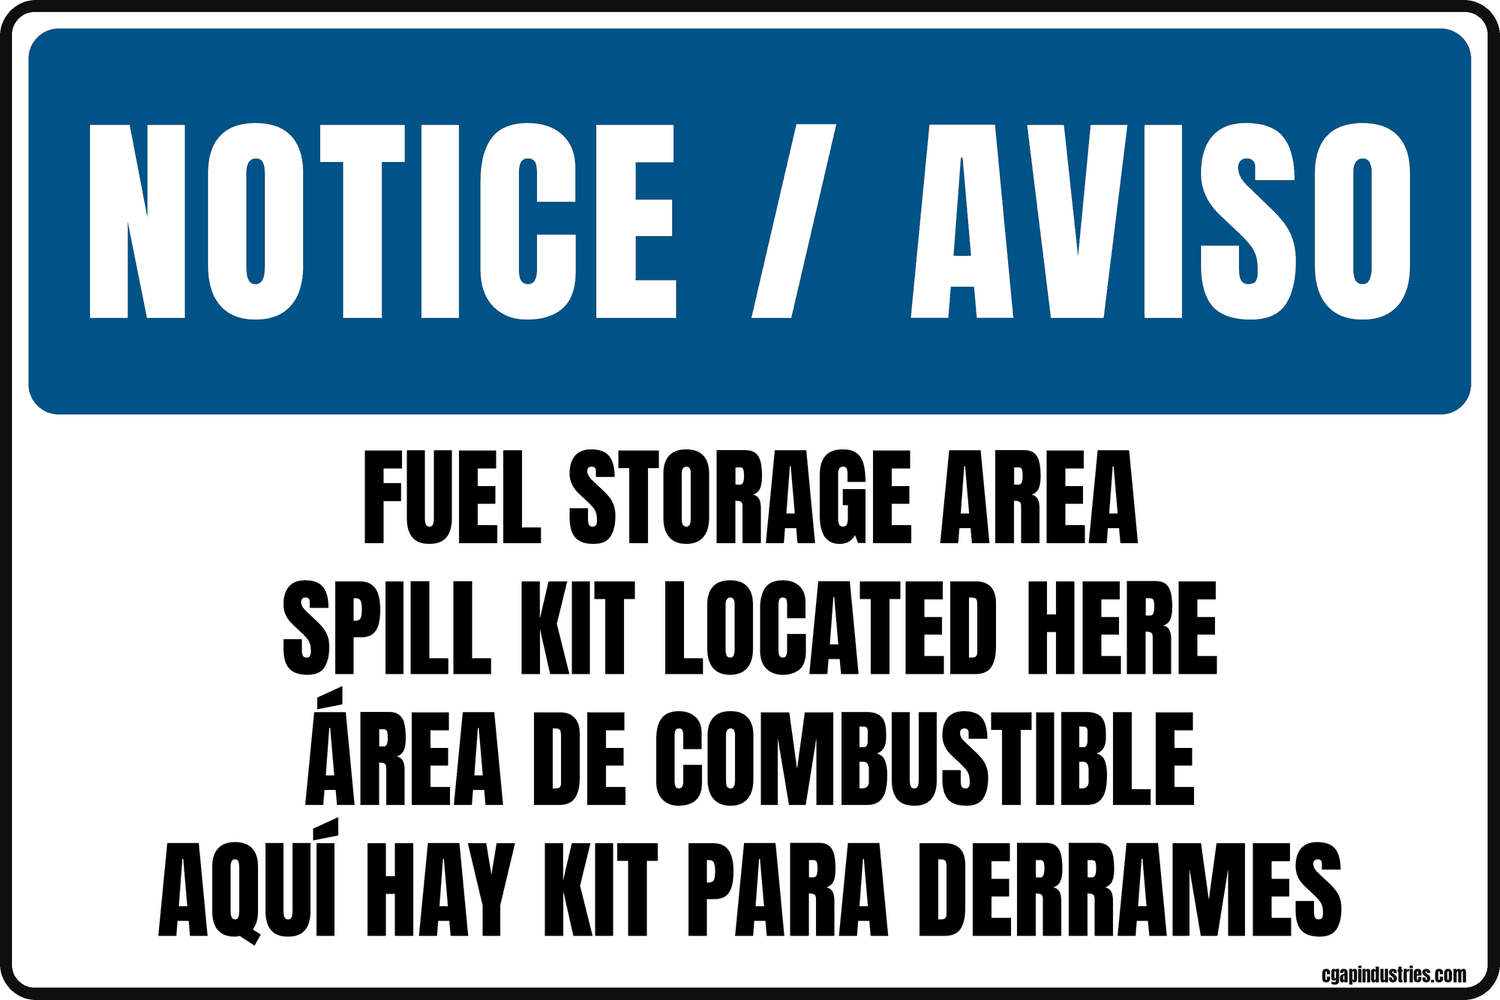 NOTICE / AVISO
FUEL STORAGE AREA
SPILL KIT LOCATED HERE
ÁREA DE COMBUSTIBLE
AQUÍ HAY KIT PARA DERRAMES
cgapindustries.com